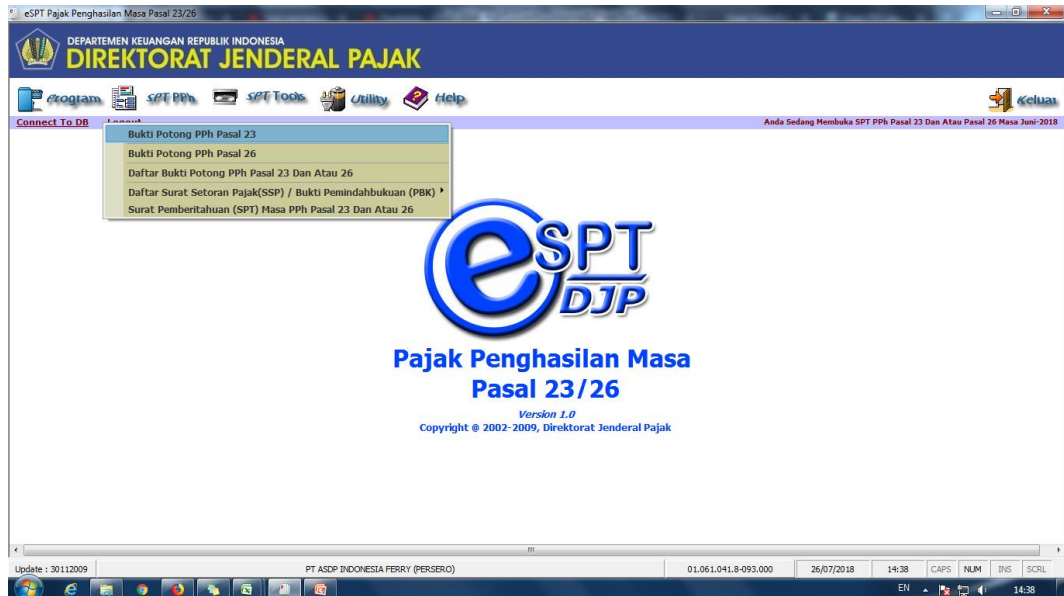 eSPT Pajak Penghasilan Masa Pasal 23/26
DEPARTEMEN KEUANGAN REPUBLIK INDONESIA
DIREKTORAT JENDERAL PAJAK
Program SPT PPh SPT Tools Utility Help Keluar
Connect To DB Logout Anda Sedang Membuka SPT PPh Pasal 23 Dan Atau Pasal 26 Masa Juni-2018
Bukti Potong PPh Pasal 23
Bukti Potong PPh Pasal 26
Daftar Bukti Potong PPh Pasal 23 Dan Atau 26
Daftar Surat Setoran Pajak(SSP) / Bukti Pemindahbukuan (PBK)
Surat Pemberitahuan (SPT) Masa PPh Pasal 23 Dan Atau 26
eSPT
DJP
Pajak Penghasilan Masa
Pasal 23/26
Version 1.0
Copyright @ 2002-2009, Direktorat Jenderal Pajak
Update : 30112009 PT ASDP INDONESIA FERRY (PERSERO) 01.061.041.8-093.000 26/07/2018 14:38 CAPS NUM INS SCRL
EN 14:38